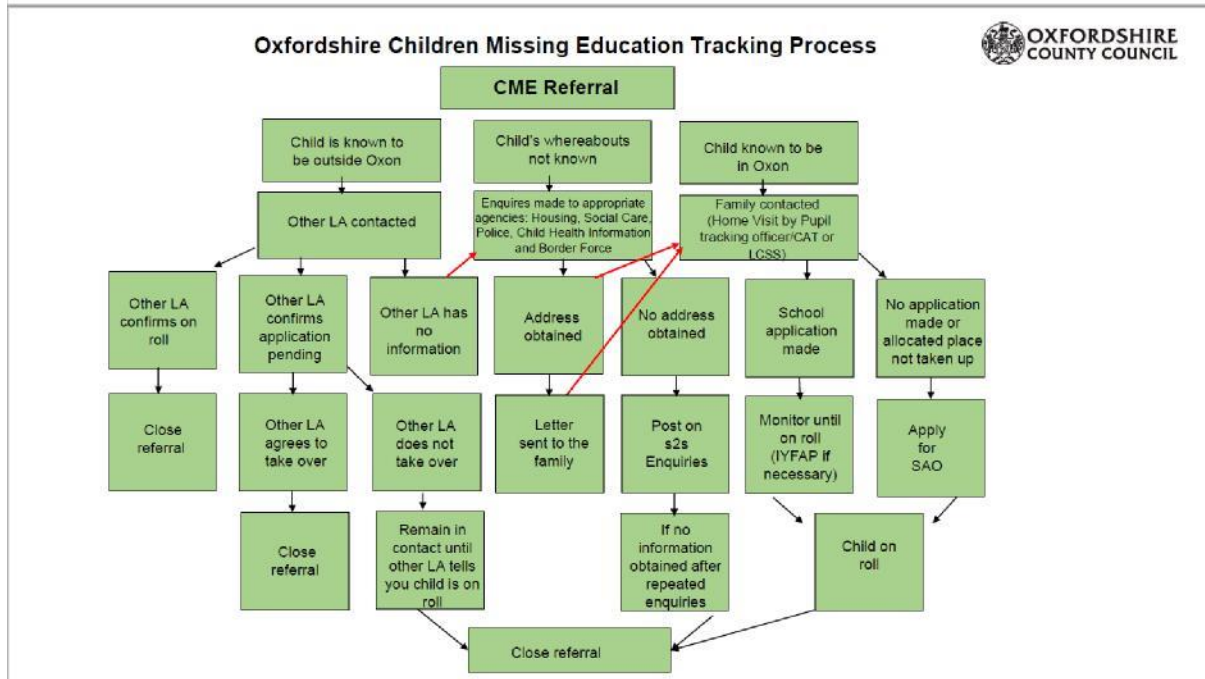 Oxfordshire Children Missing Education Tracking Process
OXFORDSHIRE
COUNTY COUNCIL
CME Referral
Child is known to
be outside Oxon
Child's whereabouts
not known
Child known to be
in Oxon
Other LA contacted
Enquires made to appropriate
agencies: Housing, Social Care,
Police, Child Health Information
and Border Force
Family contacted
(Home Visit by Pupil
tracking officer/CAT or
LCSS)
Other LA
confirms on
roll
Other LA
confirms
application
pending
Other LA has
no
information
Address
obtained
No address
obtained
School
application
made
No application
made or
allocated place
not taken up
Close
referral
Other LA
agrees to
take over
Other LA
does not
take over
Letter
sent to the
family
Post on
s2s
Enquiries
Monitor until
on roll
(IYFAP if
necessary)
Apply
for
SAO
Close
referral
Remain in
contact until
other LA tells
you child is on
roll
If no
information
obtained after
repeated
enquiries
Child on
roll
Close referral